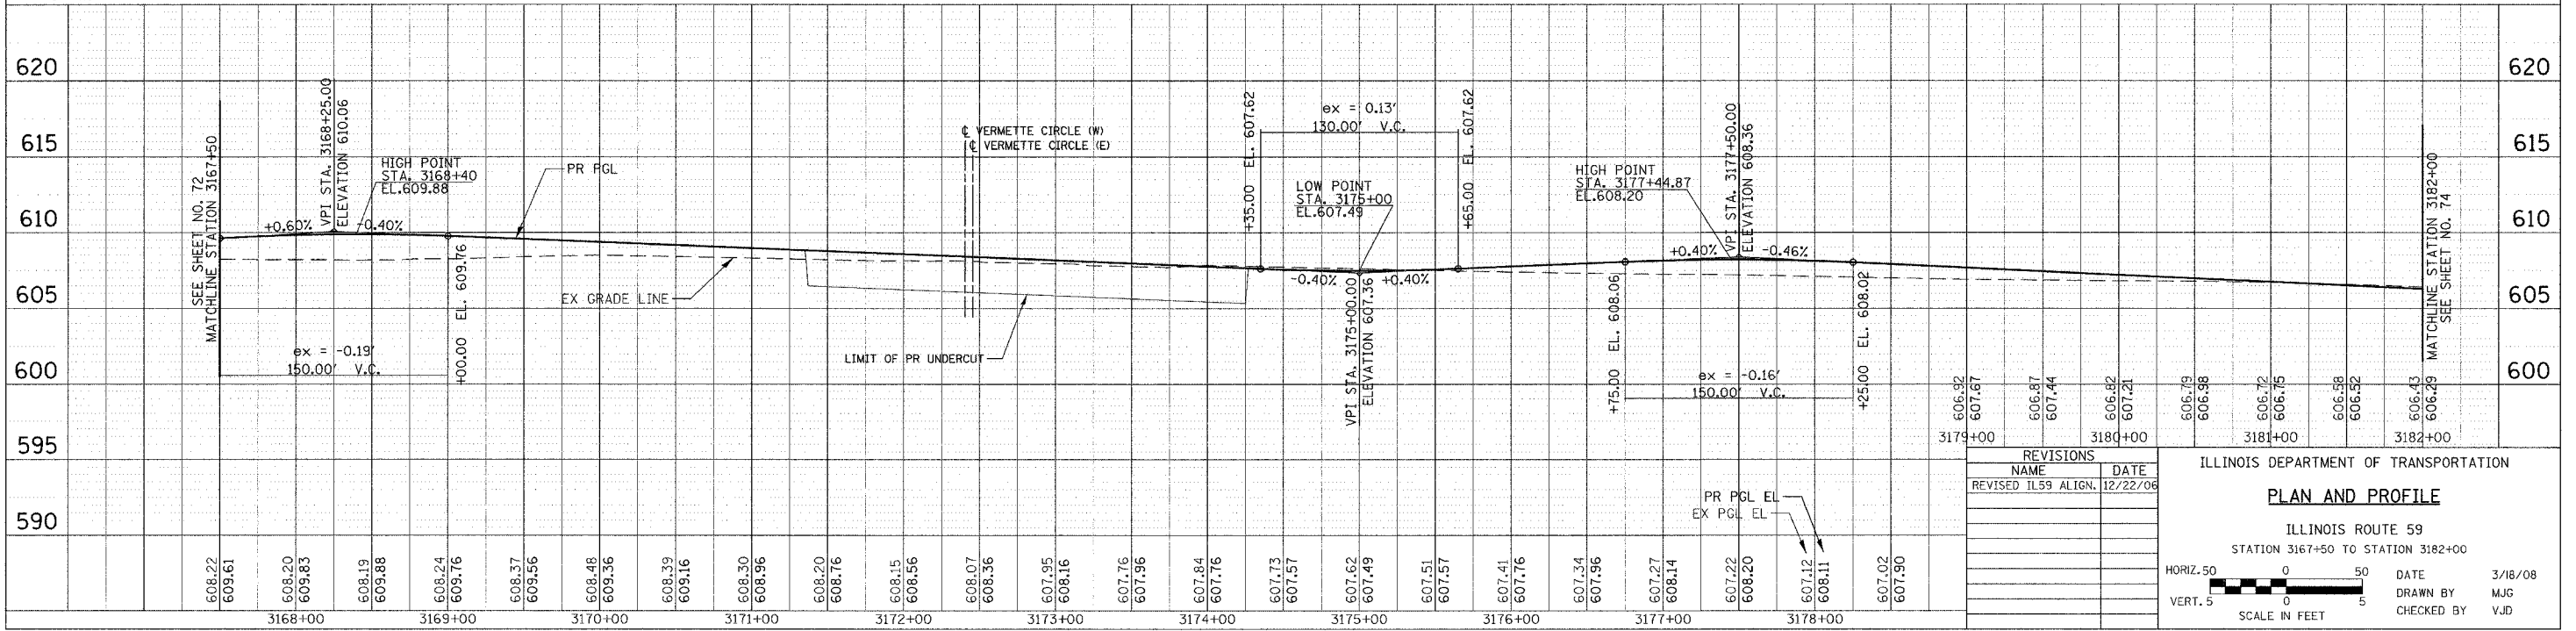 620
615
610
605
600
595
590
SEE SHEET NO. 72
MATCHLINE STATION 3167+50
+0.60%
VPI STA. 3168+25.00
ELEVATION 610.06
-0.40%
HIGH POINT
STA. 3168+40
EL.609.88
PR PGL
ex = -0.19'
150.00' V.C.
+00.00 EL. 609.76
EX GRADE LINE
LIMIT OF PR UNDERCUT
℄ VERMETTE CIRCLE (W)
℄ VERMETTE CIRCLE (E)
+35.00 EL. 607.62
ex = 0.13'
130.00' V.C.
+65.00 EL. 607.62
LOW POINT
STA. 3175+00
EL.607.49
-0.40%
+0.40%
VPI STA. 3175+00.00
ELEVATION 607.36
HIGH POINT
STA. 3177+44.87
EL.608.20
+0.40%
VPI STA. 3177+50.00
ELEVATION 608.36
-0.46%
+75.00 EL. 608.06
ex = -0.16'
150.00' V.C.
+25.00 EL. 608.02
MATCHLINE STATION 3182+00
SEE SHEET NO. 74
620
615
610
605
600
606.92
607.67
606.87
607.44
606.82
607.21
606.79
606.98
606.72
606.75
606.58
606.52
606.43
606.29
3179+00
3180+00
3181+00
3182+00
PR PGL EL
EX PGL EL
608.22
609.61
608.20
609.83
608.19
609.88
608.24
609.76
608.37
609.56
608.48
609.36
608.39
609.16
608.30
608.96
608.20
608.76
608.15
608.56
608.07
608.36
607.95
608.16
607.76
607.96
607.84
607.76
607.73
607.57
607.62
607.49
607.51
607.57
607.41
607.76
607.34
607.96
607.27
608.14
607.22
608.20
607.12
608.11
607.02
607.90
3168+00
3169+00
3170+00
3171+00
3172+00
3173+00
3174+00
3175+00
3176+00
3177+00
3178+00
REVISIONS
NAME DATE
REVISED IL59 ALIGN. 12/22/06
ILLINOIS DEPARTMENT OF TRANSPORTATION
PLAN AND PROFILE
ILLINOIS ROUTE 59
STATION 3167+50 TO STATION 3182+00
HORIZ. 50 0 50
VERT. 5 0 5
SCALE IN FEET
DATE 3/18/08
DRAWN BY MJG
CHECKED BY VJD